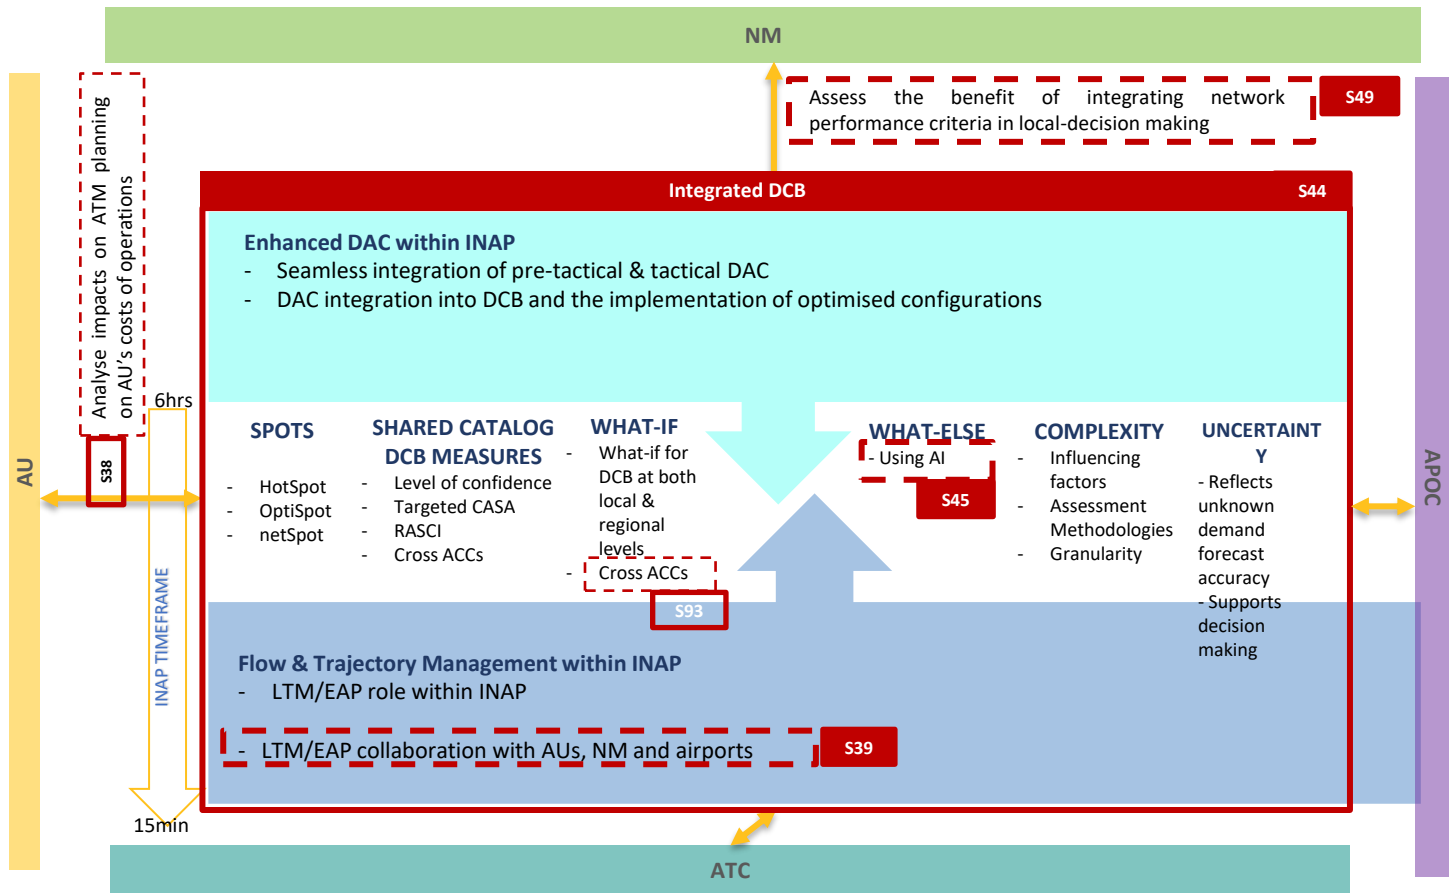 NM
Assess the benefit of integrating network
performance criteria in local-decision making
S49
Analyse impacts on ATM planning
on AU's costs of operations
S38
AU
APOC
Integrated DCB
S44
Enhanced DAC within INAP
- Seamless integration of pre-tactical & tactical DAC
- DAC integration into DCB and the implementation of optimised configurations
6hrs
INAP TIMEFRAME
15min
SPOTS
- HotSpot
- OptiSpot
- netSpot
SHARED CATALOG
DCB MEASURES
- Level of confidence
- Targeted CASA
- RASCI
- Cross ACCs
WHAT-IF
- What-if for
DCB at both
local &
regional
levels
- Cross ACCs
S93
WHAT-ELSE
- Using AI
S45
COMPLEXITY
- Influencing
factors
- Assessment
Methodologies
- Granularity
UNCERTAINT
Y
- Reflects
unknown
demand
forecast
accuracy
- Supports
decision
making
Flow & Trajectory Management within INAP
- LTM/EAP role within INAP
- LTM/EAP collaboration with AUs, NM and airports
S39
ATC